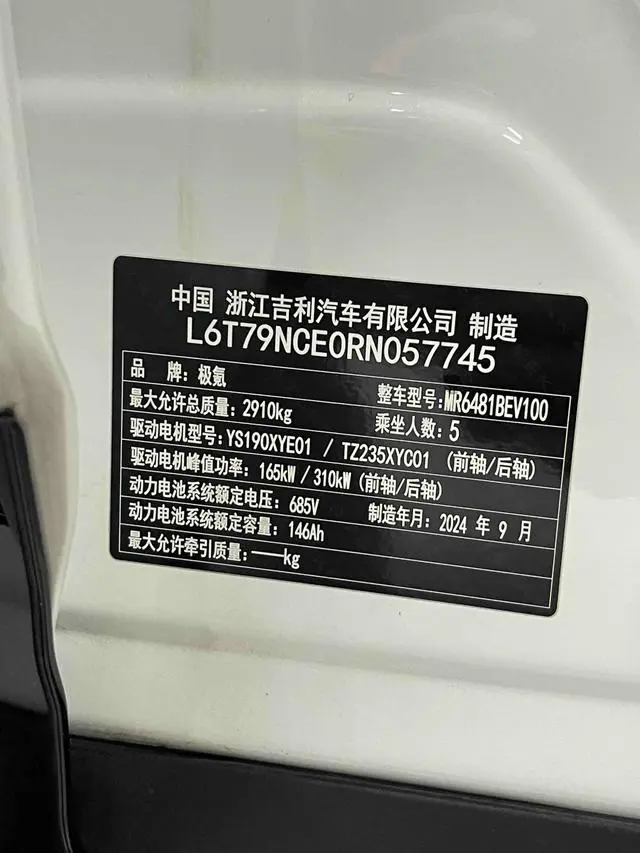 中国 浙江吉利汽车有限公司 制造
L6T79NCE0RN057745
品 牌:极氪 整车型号:MR6481BEV100
最大允许总质量:2910kg 乘坐人数:5
驱动电机型号:YS190XYE01 / TZ235XYC01 (前轴/后轴)
驱动电机峰值功率:165kW / 310kW (前轴/后轴)
动力电池系统额定电压:685V 制造年月:2024 年 9 月
动力电池系统额定容量:146Ah
最大允许牵引质量:——kg